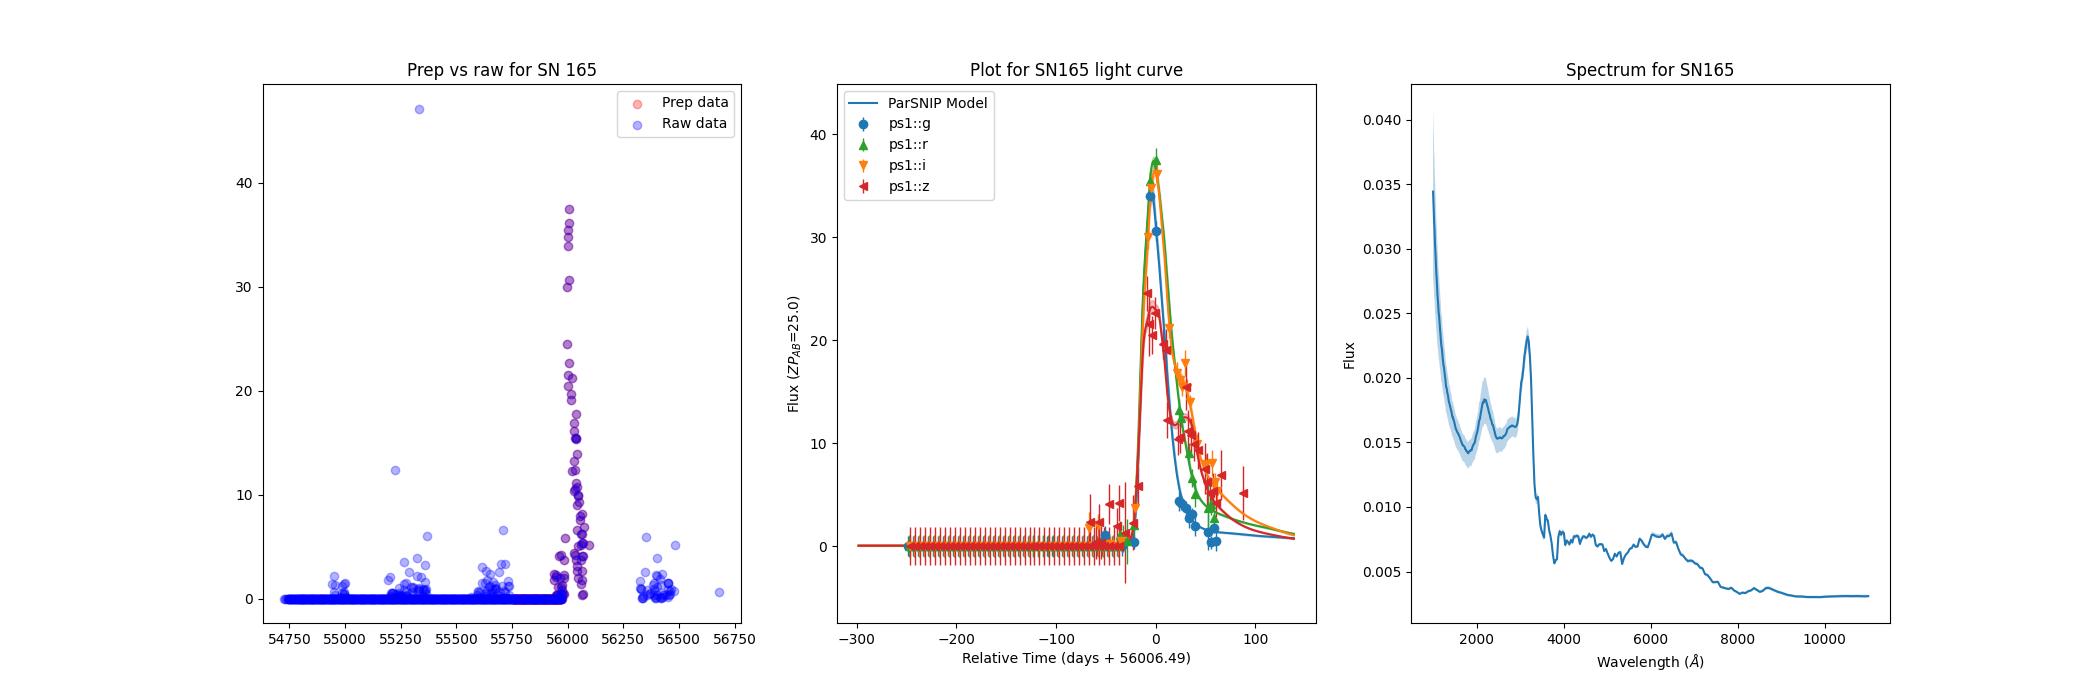 Prep vs raw for SN 165
Prep data
Raw data
40
30
20
10
0
54750 55000 55250 55500 55750 56000 56250 56500 56750
Plot for SN165 light curve
ParSNIP Model
ps1::g
ps1::r
ps1::i
ps1::z
Flux (ZP_AB=25.0)
40
30
20
10
0
−300 −200 −100 0 100
Relative Time (days + 56006.49)
Spectrum for SN165
Flux
0.040
0.035
0.030
0.025
0.020
0.015
0.010
0.005
2000 4000 6000 8000 10000
Wavelength (Å)